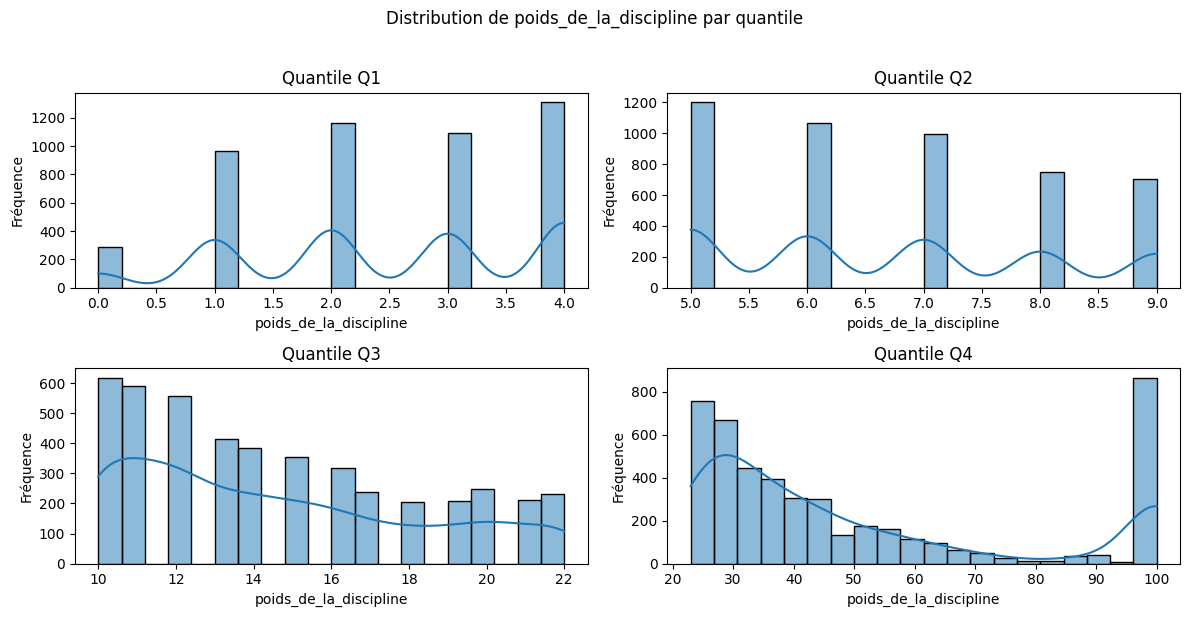 Distribution de poids_de_la_discipline par quantile
Quantile Q1
Fréquence
1200
1000
800
600
400
200
0
0.0 0.5 1.0 1.5 2.0 2.5 3.0 3.5 4.0
poids_de_la_discipline
Quantile Q2
Fréquence
1200
1000
800
600
400
200
0
5.0 5.5 6.0 6.5 7.0 7.5 8.0 8.5 9.0
poids_de_la_discipline
Quantile Q3
Fréquence
600
500
400
300
200
100
0
10 12 14 16 18 20 22
poids_de_la_discipline
Quantile Q4
Fréquence
800
600
400
200
0
20 30 40 50 60 70 80 90 100
poids_de_la_discipline